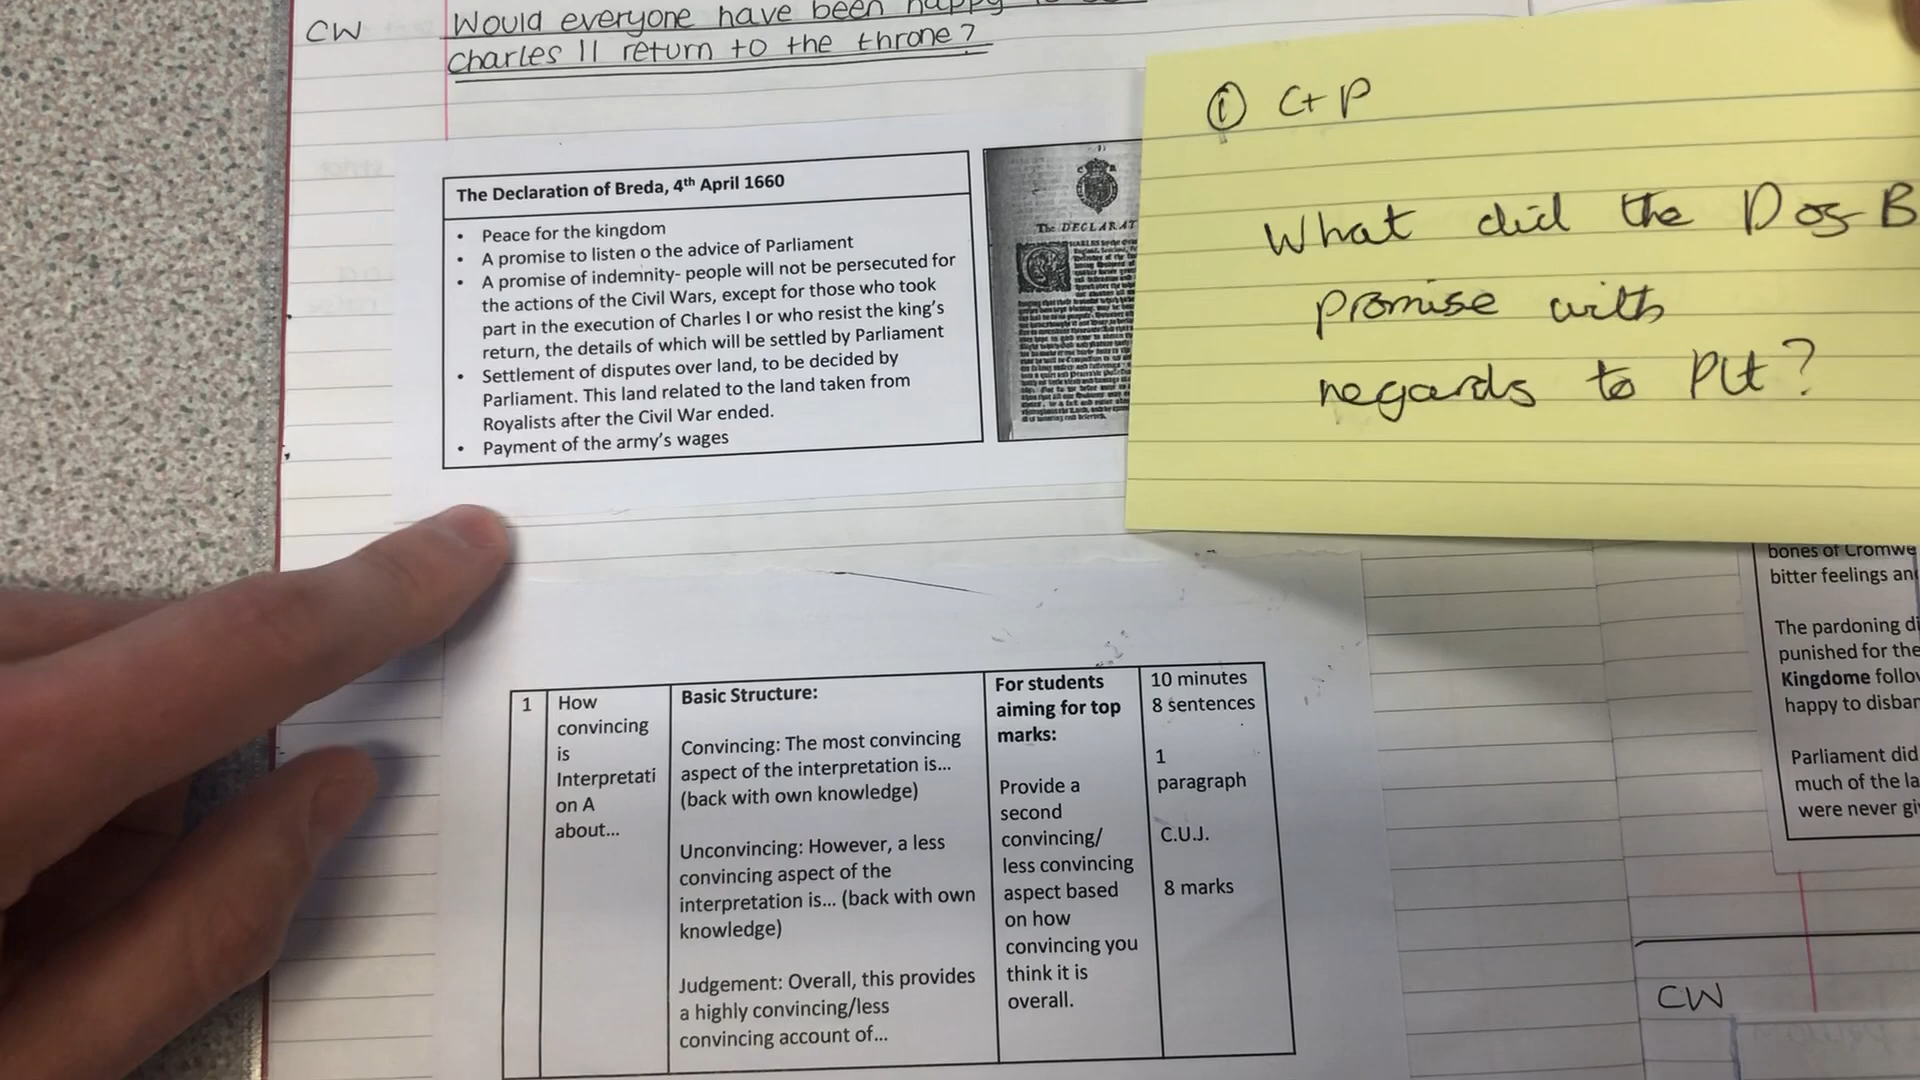 CW
Would everyone have been happy
Charles II return to the throne?
① C+P
What did the D of B
promise with
regards to Plt?
The Declaration of Breda, 4th April 1660
• Peace for the kingdom
• A promise to listen o the advice of Parliament
• A promise of indemnity- people will not be persecuted for
the actions of the Civil Wars, except for those who took
part in the execution of Charles I or who resist the king's
return, the details of which will be settled by Parliament
• Settlement of disputes over land, to be decided by
Parliament. This land related to the land taken from
Royalists after the Civil War ended.
• Payment of the army's wages
The DECLARAT
1
How
convincing
is
Interpretati
on A
about...
Basic Structure:
Convincing: The most convincing
aspect of the interpretation is...
(back with own knowledge)
Unconvincing: However, a less
convincing aspect of the
interpretation is... (back with own
knowledge)
Judgement: Overall, this provides
a highly convincing/less
convincing account of...
For students
aiming for top
marks:
Provide a
second
convincing/
less convincing
aspect based
on how
convincing you
think it is
overall.
10 minutes
8 sentences
1
paragraph
C.U.J.
8 marks
bones of Cromwe
bitter feelings an
The pardoning di
punished for the
Kingdome follov
happy to disbar
Parliament did
much of the la
were never gi
CW